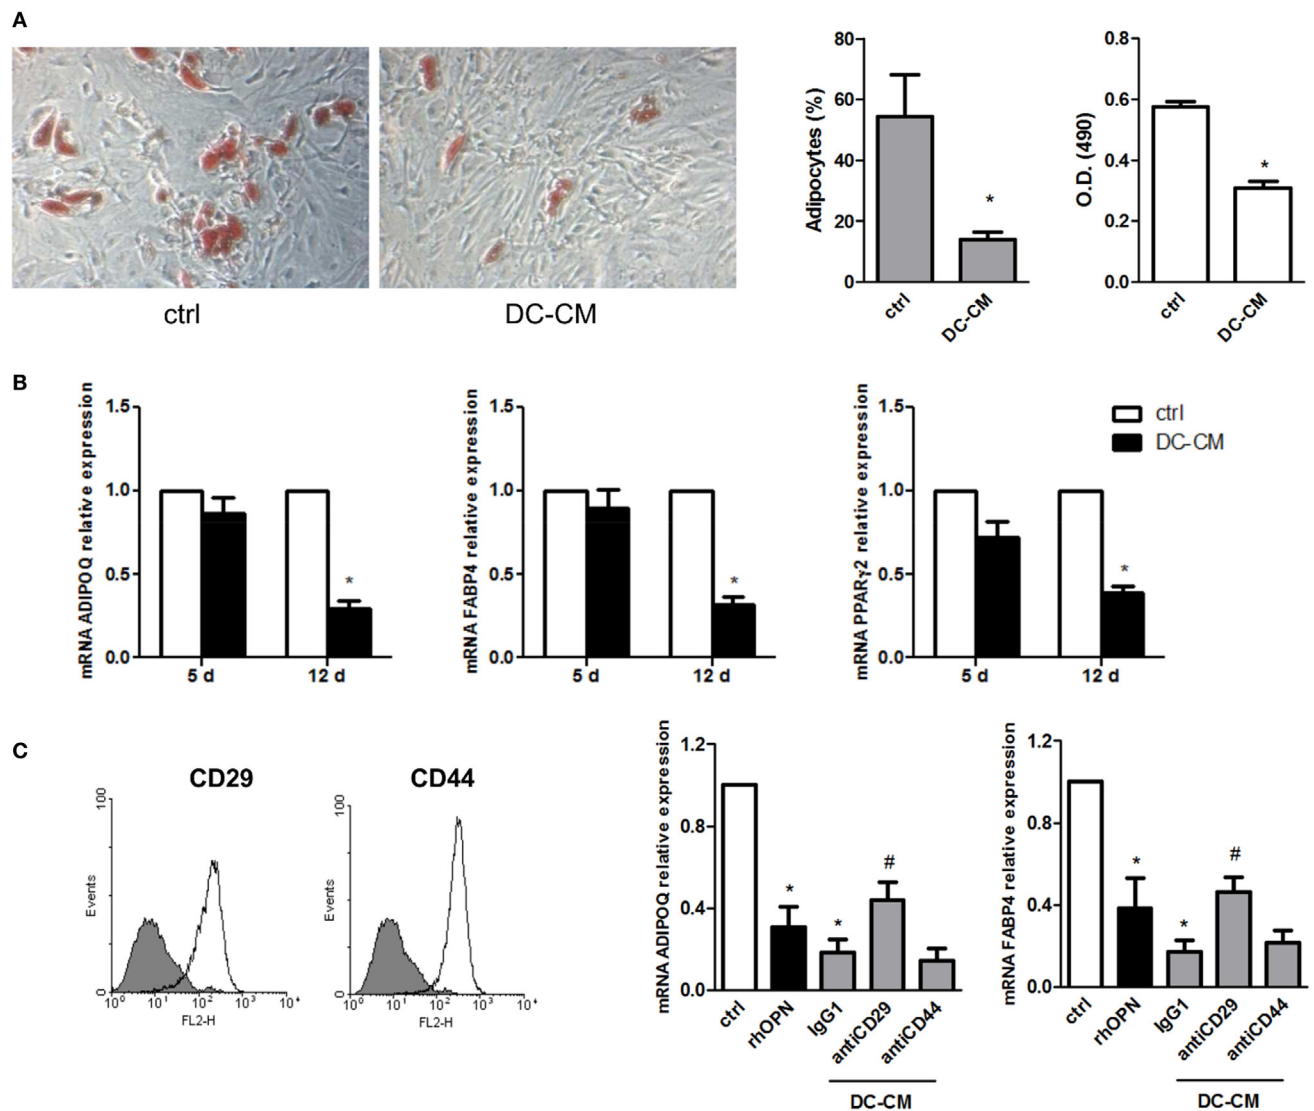 A
ctrl
DC-CM
Adipocytes (%)
80
60
40
20
0
ctrl
DC-CM
O.D. (490)
0.8
0.6
0.4
0.2
0.0
*
*
ctrl
DC-CM
B
mRNA ADIPOQ relative expression
1.5
1.0
0.5
0.0
*
5 d
12 d
mRNA FABP4 relative expression
1.5
1.0
0.5
0.0
*
5 d
12 d
mRNA PPARγ2 relative expression
1.5
1.0
0.5
0.0
*
5 d
12 d
ctrl
DC-CM
C
CD29
100
Events
0
10⁰ 10¹ 10² 10³ 10⁴
FL2-H
CD44
100
Events
0
10⁰ 10¹ 10² 10³ 10⁴
FL2-H
mRNA ADIPOQ relative expression
1.2
0.8
0.4
0.0
* * #
ctrl
rhOPN
IgG1
antiCD29
antiCD44
DC-CM
mRNA FABP4 relative expression
1.2
0.8
0.4
0.0
* * #
ctrl
rhOPN
IgG1
antiCD29
antiCD44
DC-CM